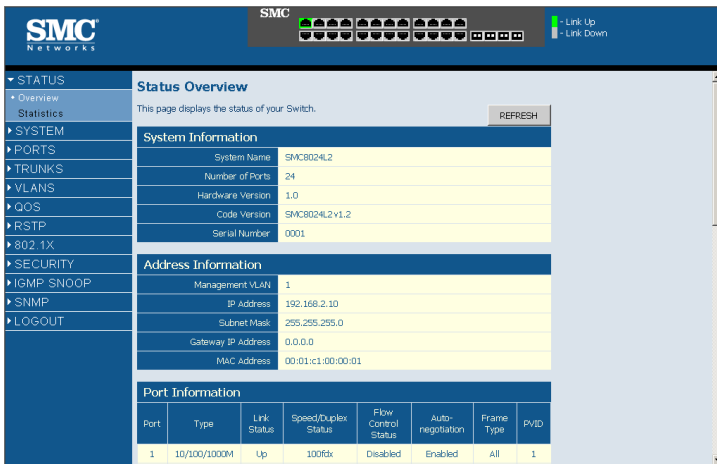 SMC
Networks
SMC
- Link Up
- Link Down
STATUS
Overview
Statistics
SYSTEM
PORTS
TRUNKS
VLANS
QOS
RSTP
802.1X
SECURITY
IGMP SNOOP
SNMP
LOGOUT
Status Overview
This page displays the status of your Switch.
REFRESH
System Information
System Name SMC8024L2
Number of Ports 24
Hardware Version 1.0
Code Version SMC8024L2 v1.2
Serial Number 0001
Address Information
Management VLAN 1
IP Address 192.168.2.10
Subnet Mask 255.255.255.0
Gateway IP Address 0.0.0.0
MAC Address 00:01:c1:00:00:01
Port Information
Port Type Link Status Speed/Duplex Status Flow Control Status Auto-negotiation Frame Type PVID
1 10/100/1000M Up 100fdx Disabled Enabled All 1